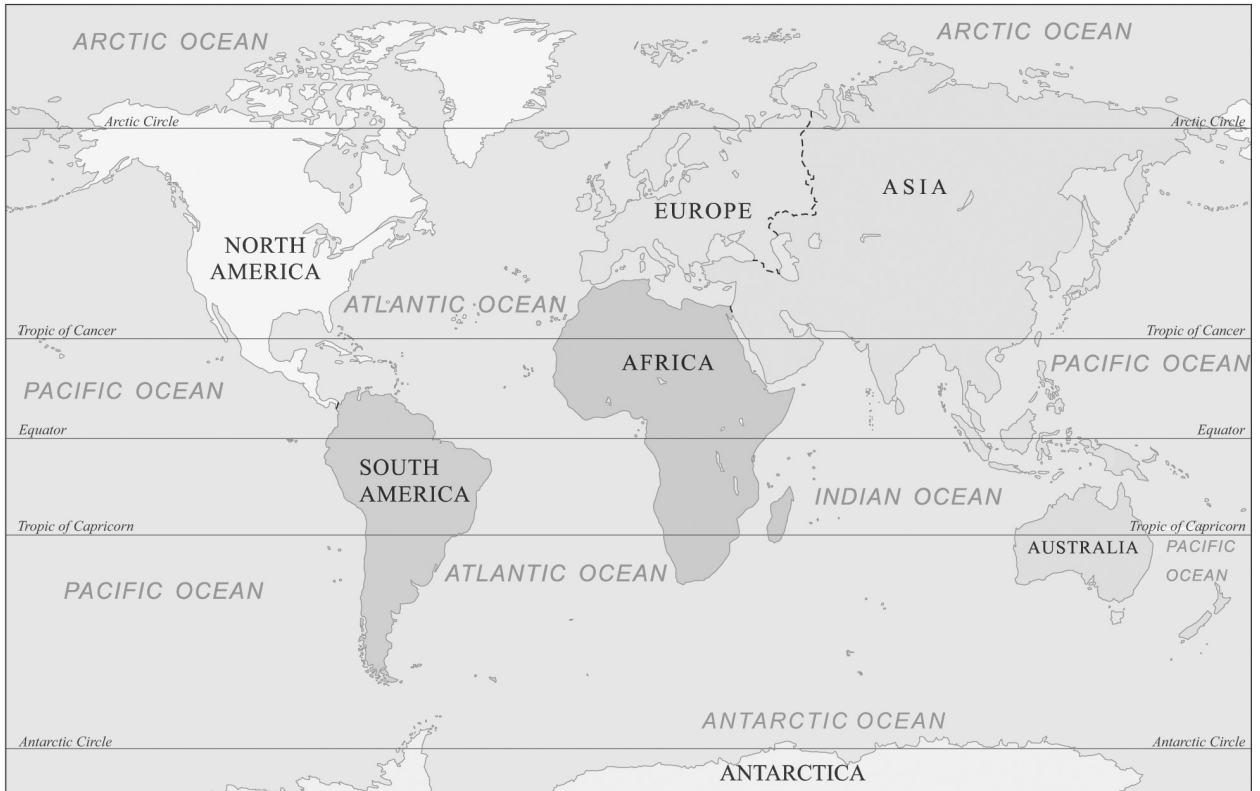 ARCTIC OCEAN
ARCTIC OCEAN
Arctic Circle
Arctic Circle
ASIA
EUROPE
NORTH
AMERICA
ATLANTIC OCEAN
Tropic of Cancer
Tropic of Cancer
AFRICA
PACIFIC OCEAN
PACIFIC OCEAN
Equator
Equator
SOUTH
AMERICA
INDIAN OCEAN
Tropic of Capricorn
Tropic of Capricorn
AUSTRALIA
PACIFIC
OCEAN
ATLANTIC OCEAN
PACIFIC OCEAN
ANTARCTIC OCEAN
Antarctic Circle
Antarctic Circle
ANTARCTICA